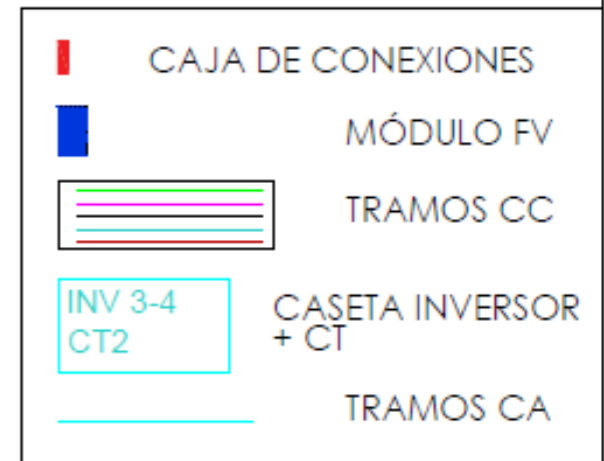 CAJA DE CONEXIONES
MÓDULO FV
TRAMOS CC
INV 3-4
CT2
CASETA INVERSOR
+ CT
TRAMOS CA